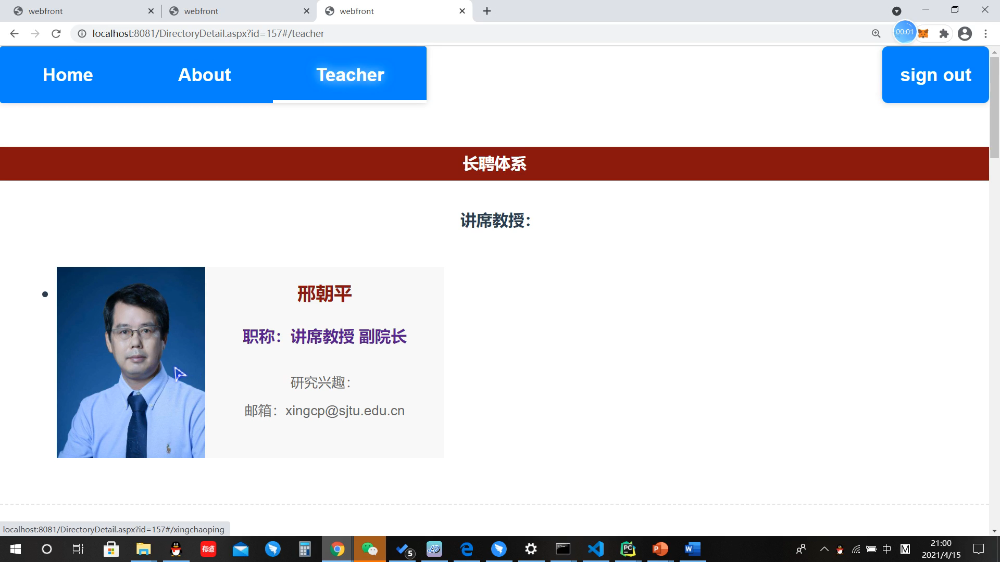 webfront
webfront
webfront
localhost:8081/DirectoryDetail.aspx?id=157#/teacher
00:01
Home
About
Teacher
sign out
长聘体系
讲席教授：
邢朝平
职称：讲席教授 副院长
研究兴趣：
邮箱：xingcp@sjtu.edu.cn
localhost:8081/DirectoryDetail.aspx?id=157#/xingchaoping
有道
5
PC
P
W
中
M
21:00
2021/4/15